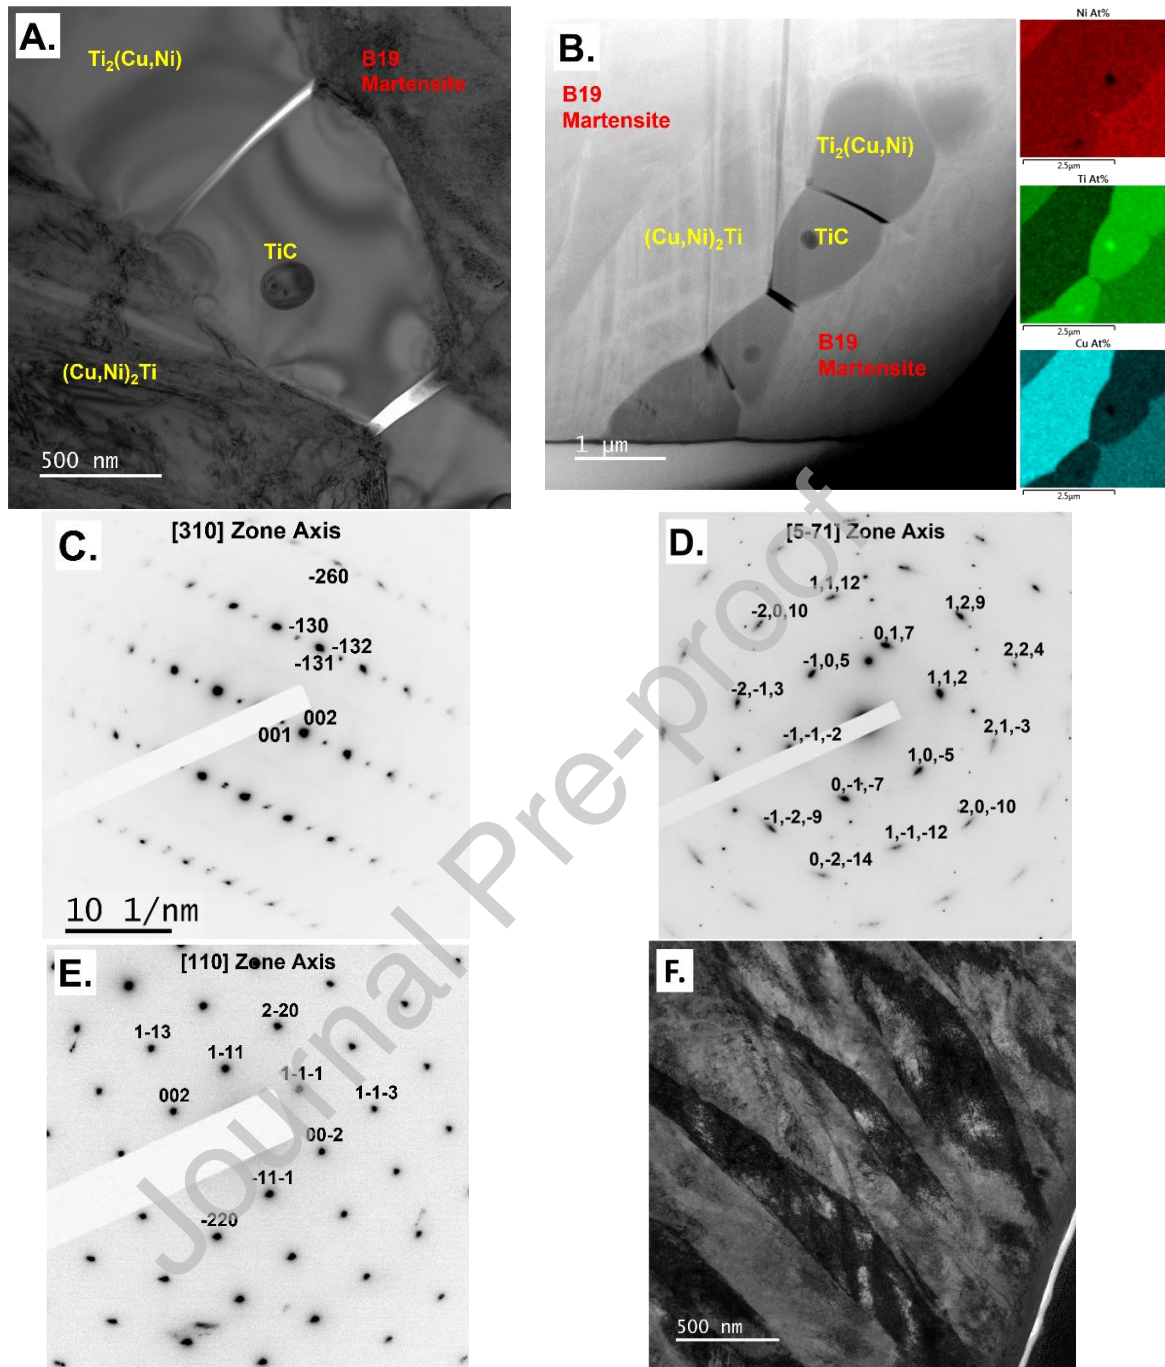 A.
Ti₂(Cu,Ni)
B19
Martensite
TiC
(Cu,Ni)₂Ti
500 nm
B.
B19
Martensite
Ti₂(Cu,Ni)
(Cu,Ni)₂Ti
TiC
B19
Martensite
1 μm
Ni At%
2.5μm
Ti At%
2.5μm
Cu At%
2.5μm
C.
[310] Zone Axis
-260
-130
-132
-131
002
001
10 1/nm
D.
[5-71] Zone Axis
1,1,12
-2,0,10
1,2,9
0,1,7
2,2,4
-1,0,5
1,1,2
-2,-1,3
2,1,-3
-1,-1,-2
1,0,-5
0,-1,-7
2,0,-10
-1,-2,-9
1,-1,-12
0,-2,-14
E.
[110] Zone Axis
2-20
1-13
1-11
1-1-1
002
1-1-3
00-2
-11-1
-220
F.
500 nm
Journal Pre-proof